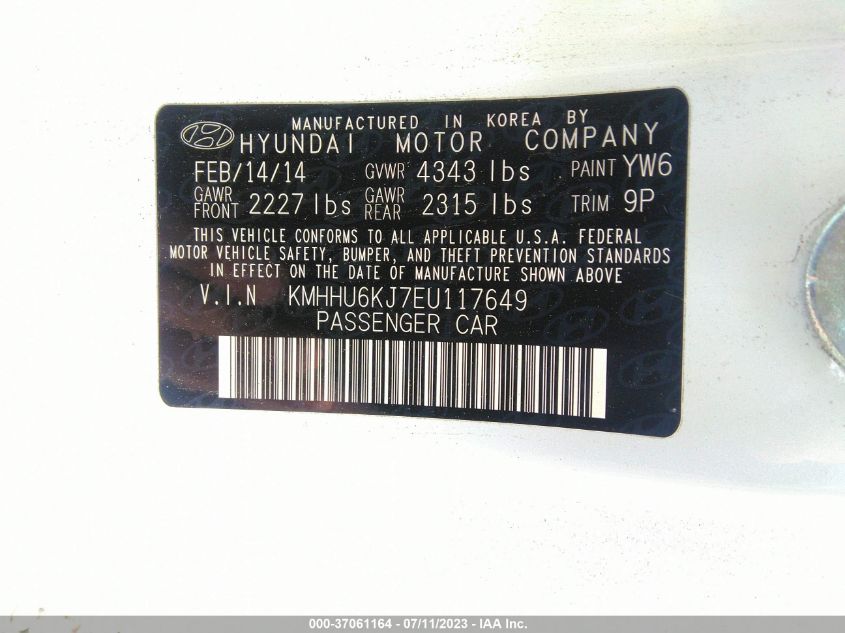 MANUFACTURED IN KOREA BY
HYUNDAI MOTOR COMPANY
FEB/14/14 GVWR 4343 lbs PAINT YW6
GAWR FRONT 2227 lbs GAWR REAR 2315 lbs TRIM 9P
THIS VEHICLE CONFORMS TO ALL APPLICABLE U.S.A. FEDERAL
MOTOR VEHICLE SAFETY, BUMPER, AND THEFT PREVENTION STANDARDS
IN EFFECT ON THE DATE OF MANUFACTURE SHOWN ABOVE
V.I.N KMHHU6KJ7EU117649
PASSENGER CAR
000-37061164 - 07/11/2023 - IAA Inc.